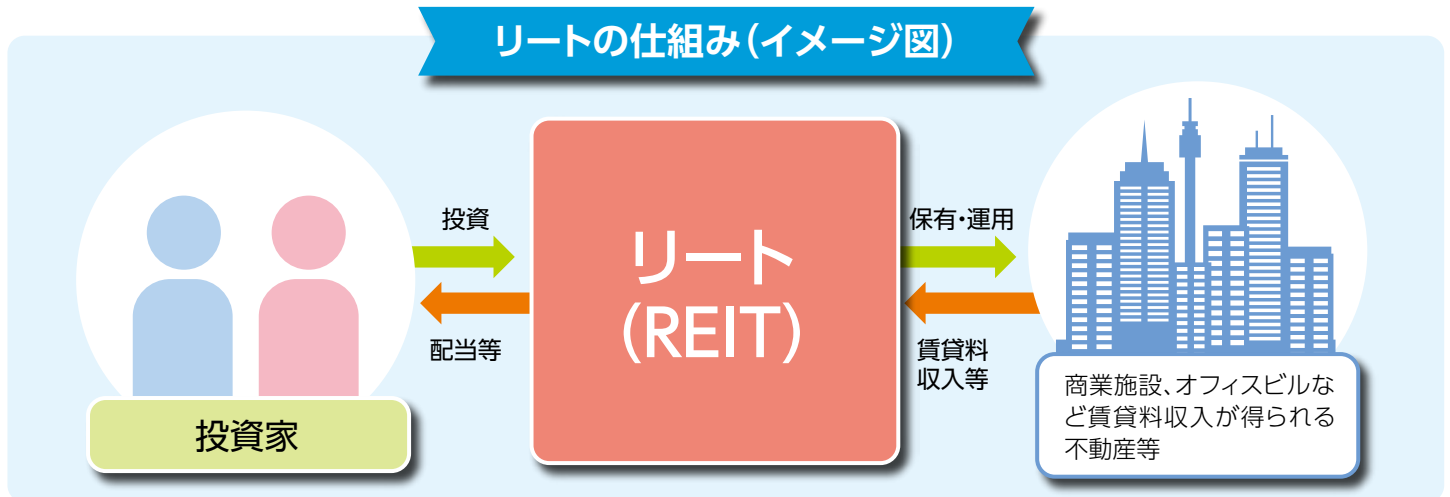 リートの仕組み(イメージ図)
投資
配当等
投資家
リート
(REIT)
保有・運用
賃貸料
収入等
商業施設、オフィスビルな
ど賃貸料収入が得られる
不動産等